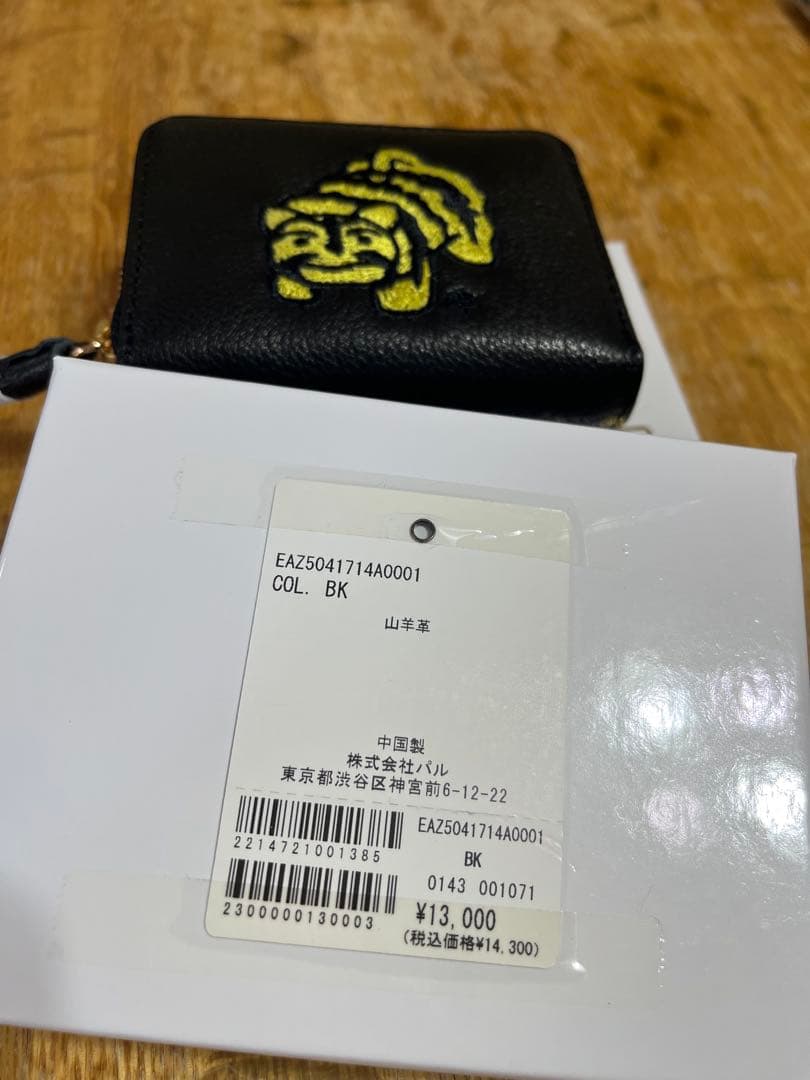 EAZ5041714A0001
COL. BK
山羊革
中国製
株式会社パル
東京都渋谷区神宮前6-12-22
2214721001385
2300000130003
EAZ5041714A0001
BK
0143 001071
¥13,000
(税込価格¥14,300)